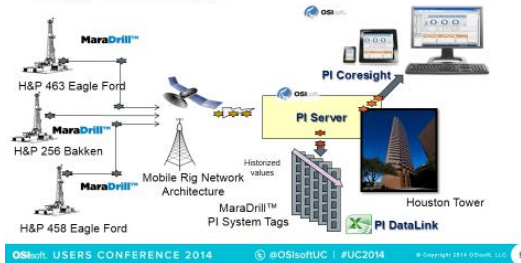 OSIsoft.
MaraDrill™
H&P 463 Eagle Ford
PI Coresight
OSIsoft.
PI Server
MaraDrill™
H&P 256 Bakken
Mobile Rig Network
Architecture
Historized
values
MaraDrill™
PI System Tags
Houston Tower
MaraDrill™
H&P 458 Eagle Ford
PI DataLink
OSIsoft. USERS CONFERENCE 2014
@OSIsoftUC | #UC2014
© Copyright 2014 OSIsoft, LLC